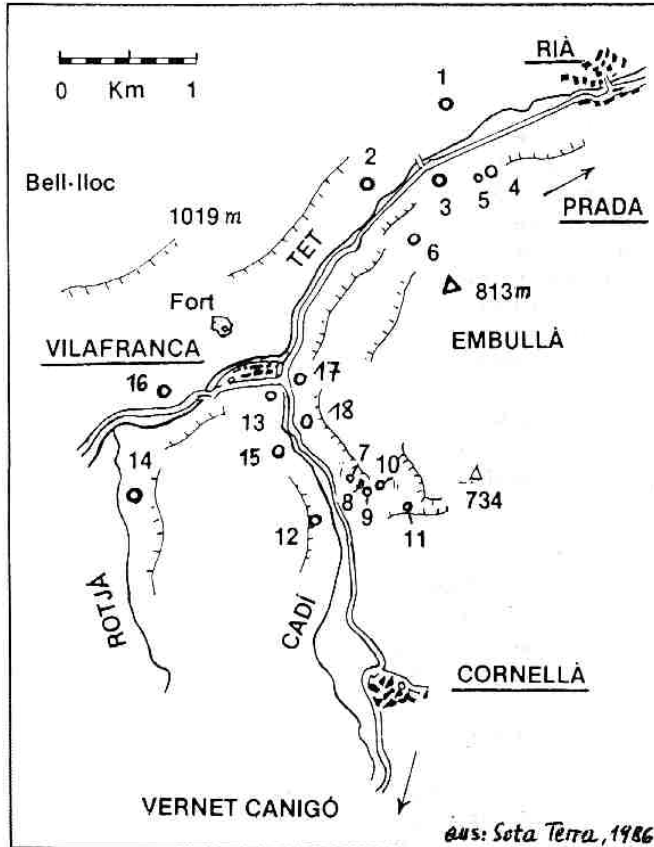 0 Km 1
RIÀ
1
2
Bell·lloc
3
5
4
1019 m
TET
PRADA
6
Fort
813 m
VILAFRANCA
EMBULLÀ
16
17
13
18
15
7
10
14
8
9
734
12
11
ROTJÀ
CADÍ
CORNELLÀ
VERNET CANIGÓ
aus: Sota Terra, 1986